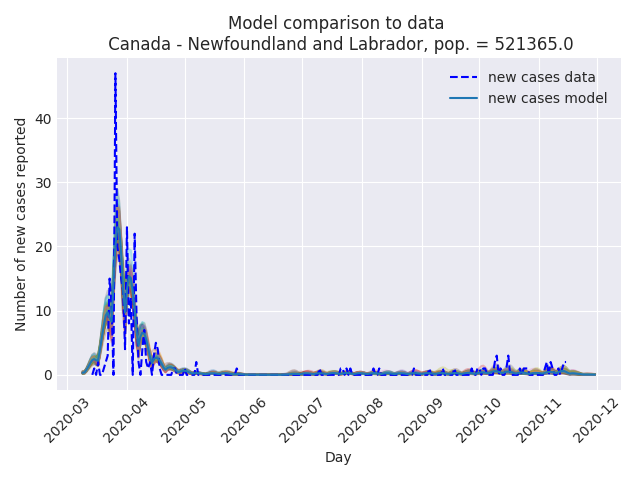 Model comparison to data
Canada - Newfoundland and Labrador, pop. = 521365.0
new cases data
new cases model
Number of new cases reported
40
30
20
10
0
2020-03
2020-04
2020-05
2020-06
2020-07
2020-08
2020-09
2020-10
2020-11
2020-12
Day